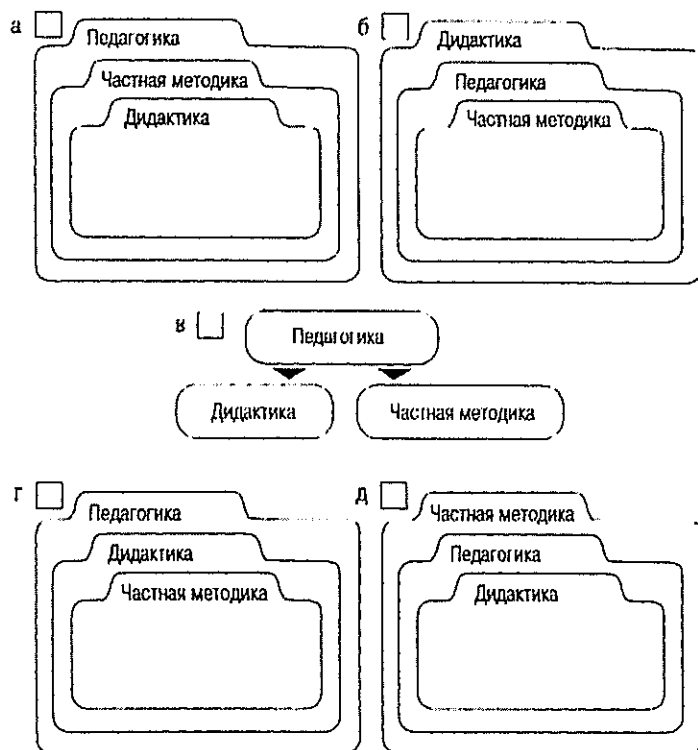 а
Педагогика
Частная методика
Дидактика
б
Дидактика
Педагогика
Частная методика
в
Педагогика
Дидактика
Частная методика
г
Педагогика
Дидактика
Частная методика
д
Частная методика
Педагогика
Дидактика